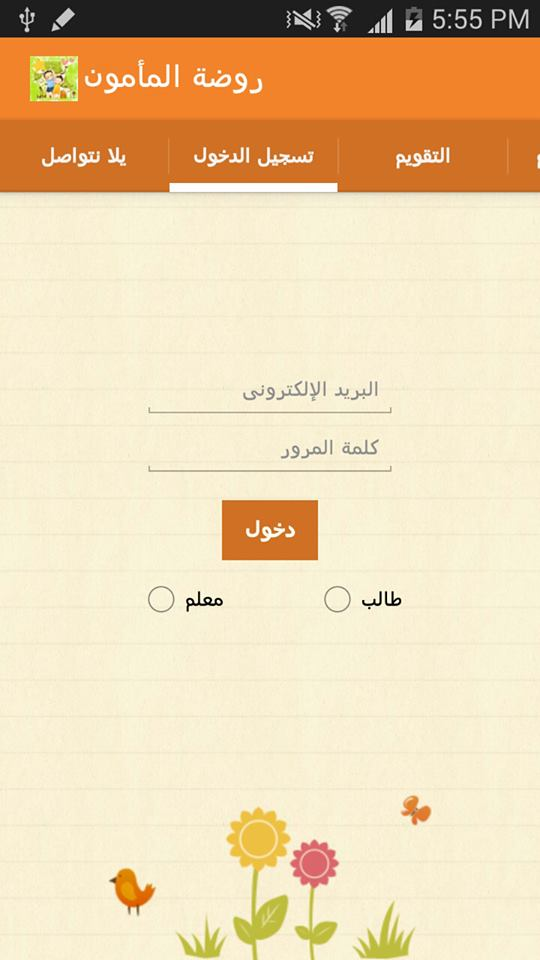 5:55 PM
روضة المأمون
التقويم
تسجيل الدخول
يلا نتواصل
البريد الإلكترونى
كلمة المرور
دخول
طالب
معلم